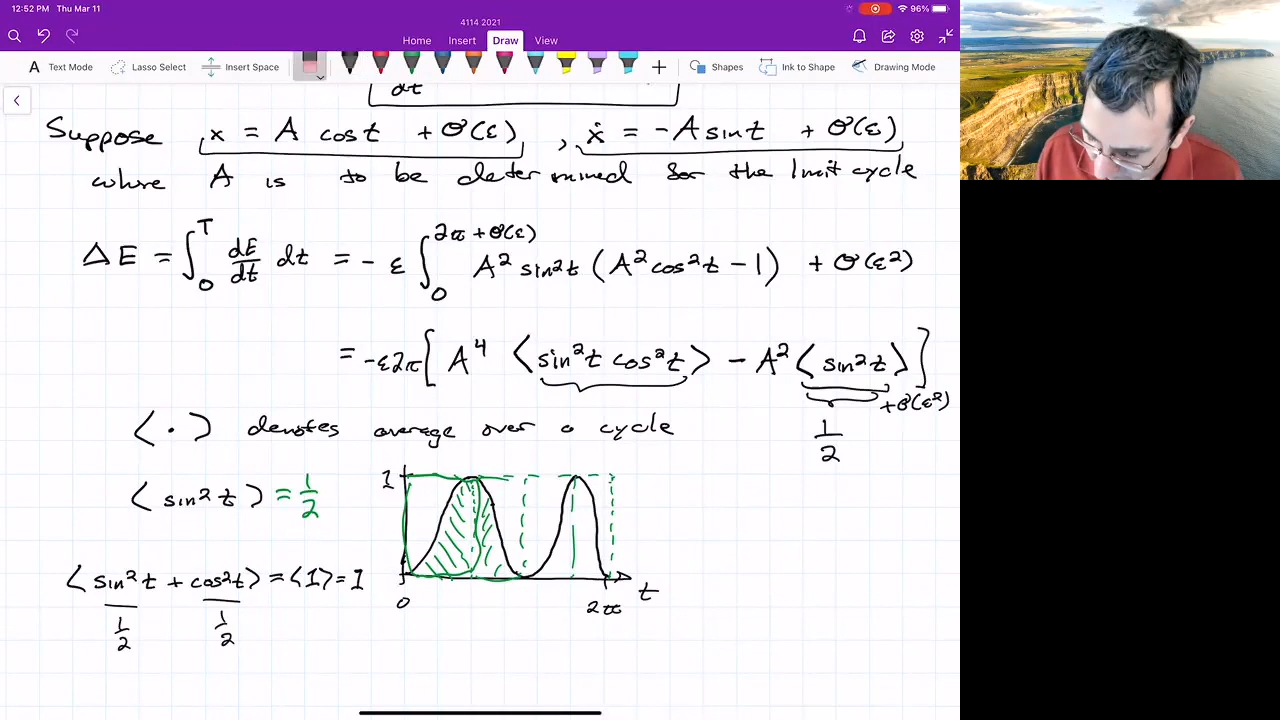 12:52 PM Thu Mar 11
96%
4114 2021
Home Insert Draw View
A Text Mode Lasso Select Insert Space Shapes Ink to Shape Drawing Mode
dt
Suppose x = A cos t + O(ε) , ẋ = -A sin t + O(ε)
where A is to be determined for the limit cycle
ΔE = ∫₀ᵀ dE/dt dt = -ε ∫₀^(2π + O(ε)) A² sin²t (A² cos²t - 1) + O(ε²)
= -ε2π[ A⁴ ⟨sin²t cos²t⟩ - A² ⟨sin²t⟩ ] + O(ε²)
1/2
⟨ · ⟩ denotes average over a cycle
⟨ sin²t ⟩ = 1/2
1
⟨ sin²t + cos²t ⟩ = ⟨1⟩ = 1
1/2 1/2
0 2π t